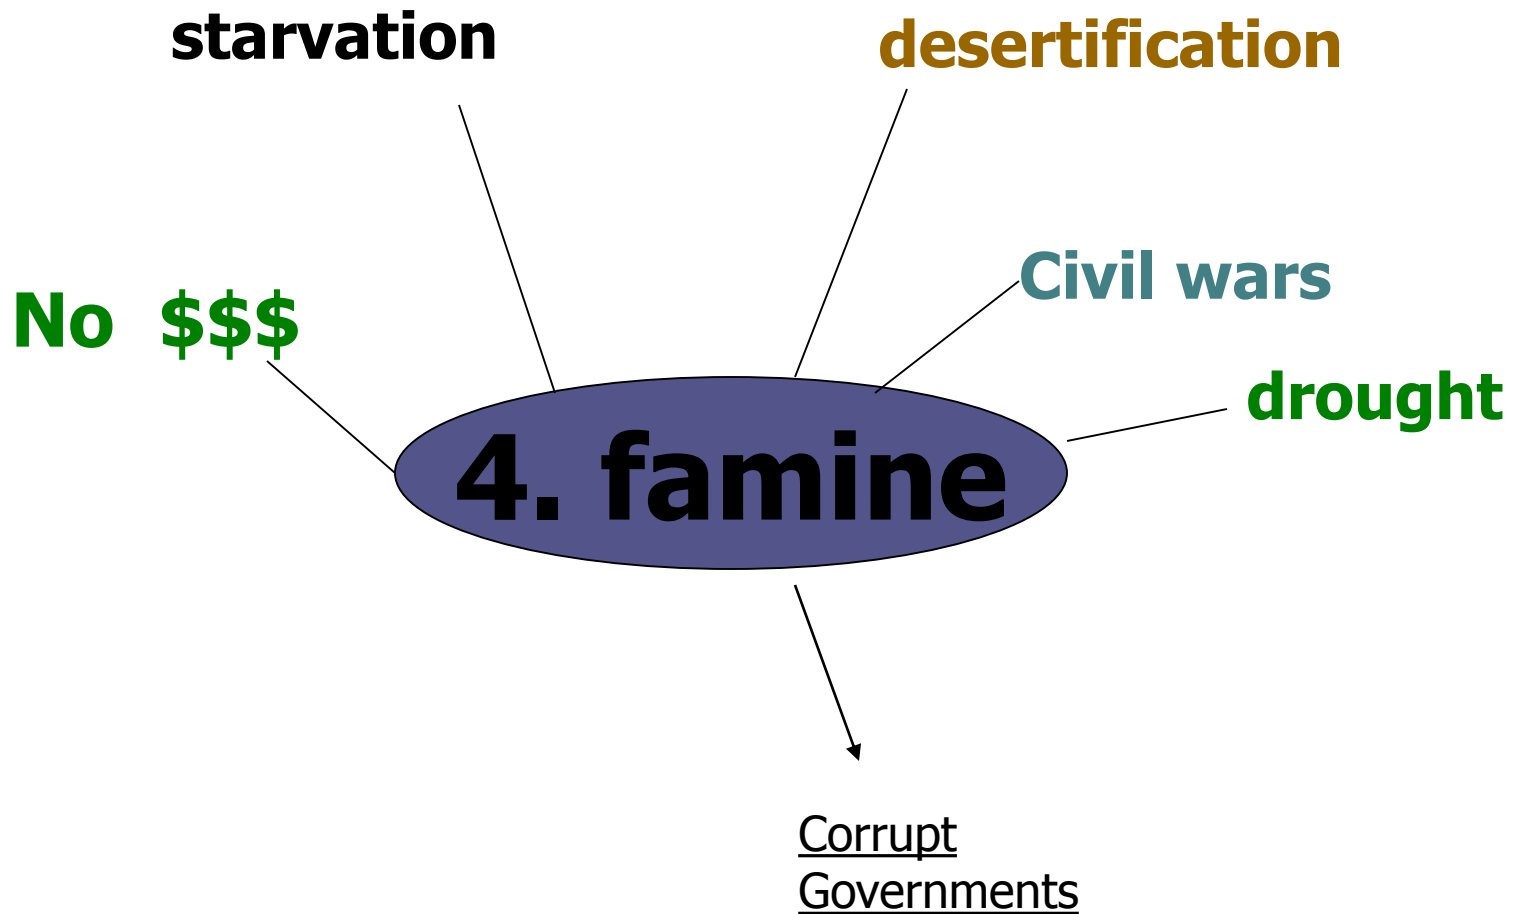 starvation
desertification
Civil wars
No $$$
drought
4. famine
Corrupt
Governments